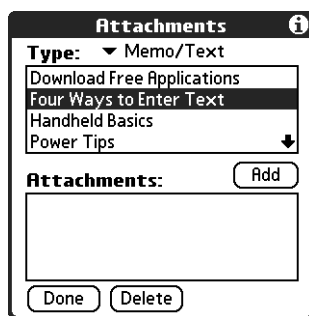 Attachments
Type: Memo/Text
Download Free Applications
Four Ways to Enter Text
Handheld Basics
Power Tips
Attachments: Add
Done Delete